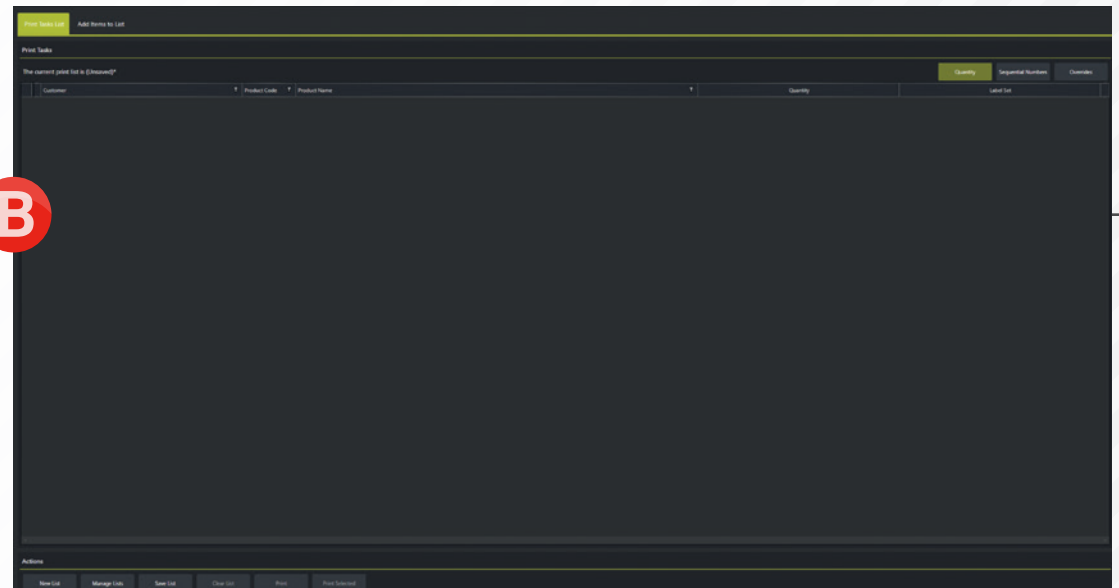 Print Tasks List Add Items to List
Print Tasks
The current print list is (Unsaved)*
Quantity Sequential Numbers Overrides
Customer Product Code Product Name Quantity Label Set
B
Actions
New List Manage Lists Save List Clear List Print Print Selected